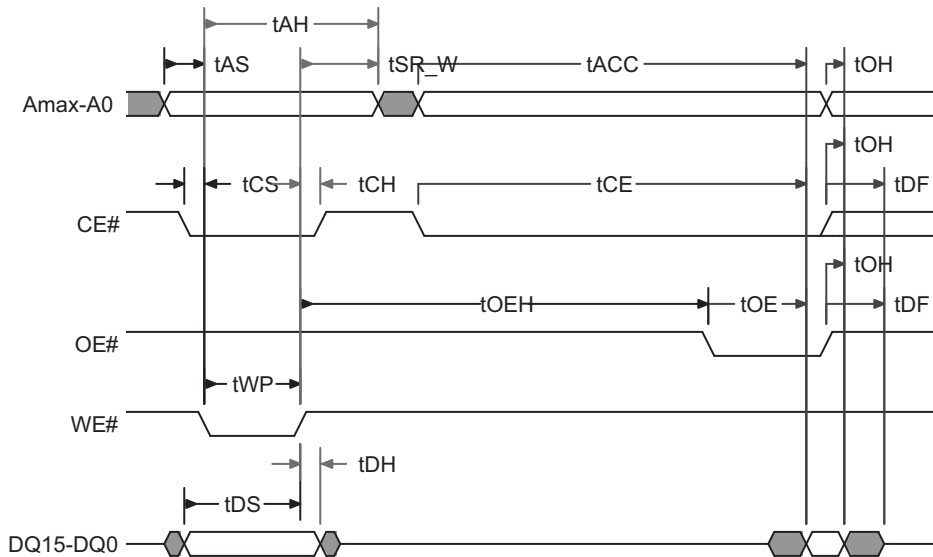 tAH
tAS
tSR_W
tACC
tOH
Amax-A0
tOH
tCS
tCH
tCE
tDF
CE#
tOH
tOEH
tOE
tDF
OE#
tWP
WE#
tDH
tDS
DQ15-DQ0